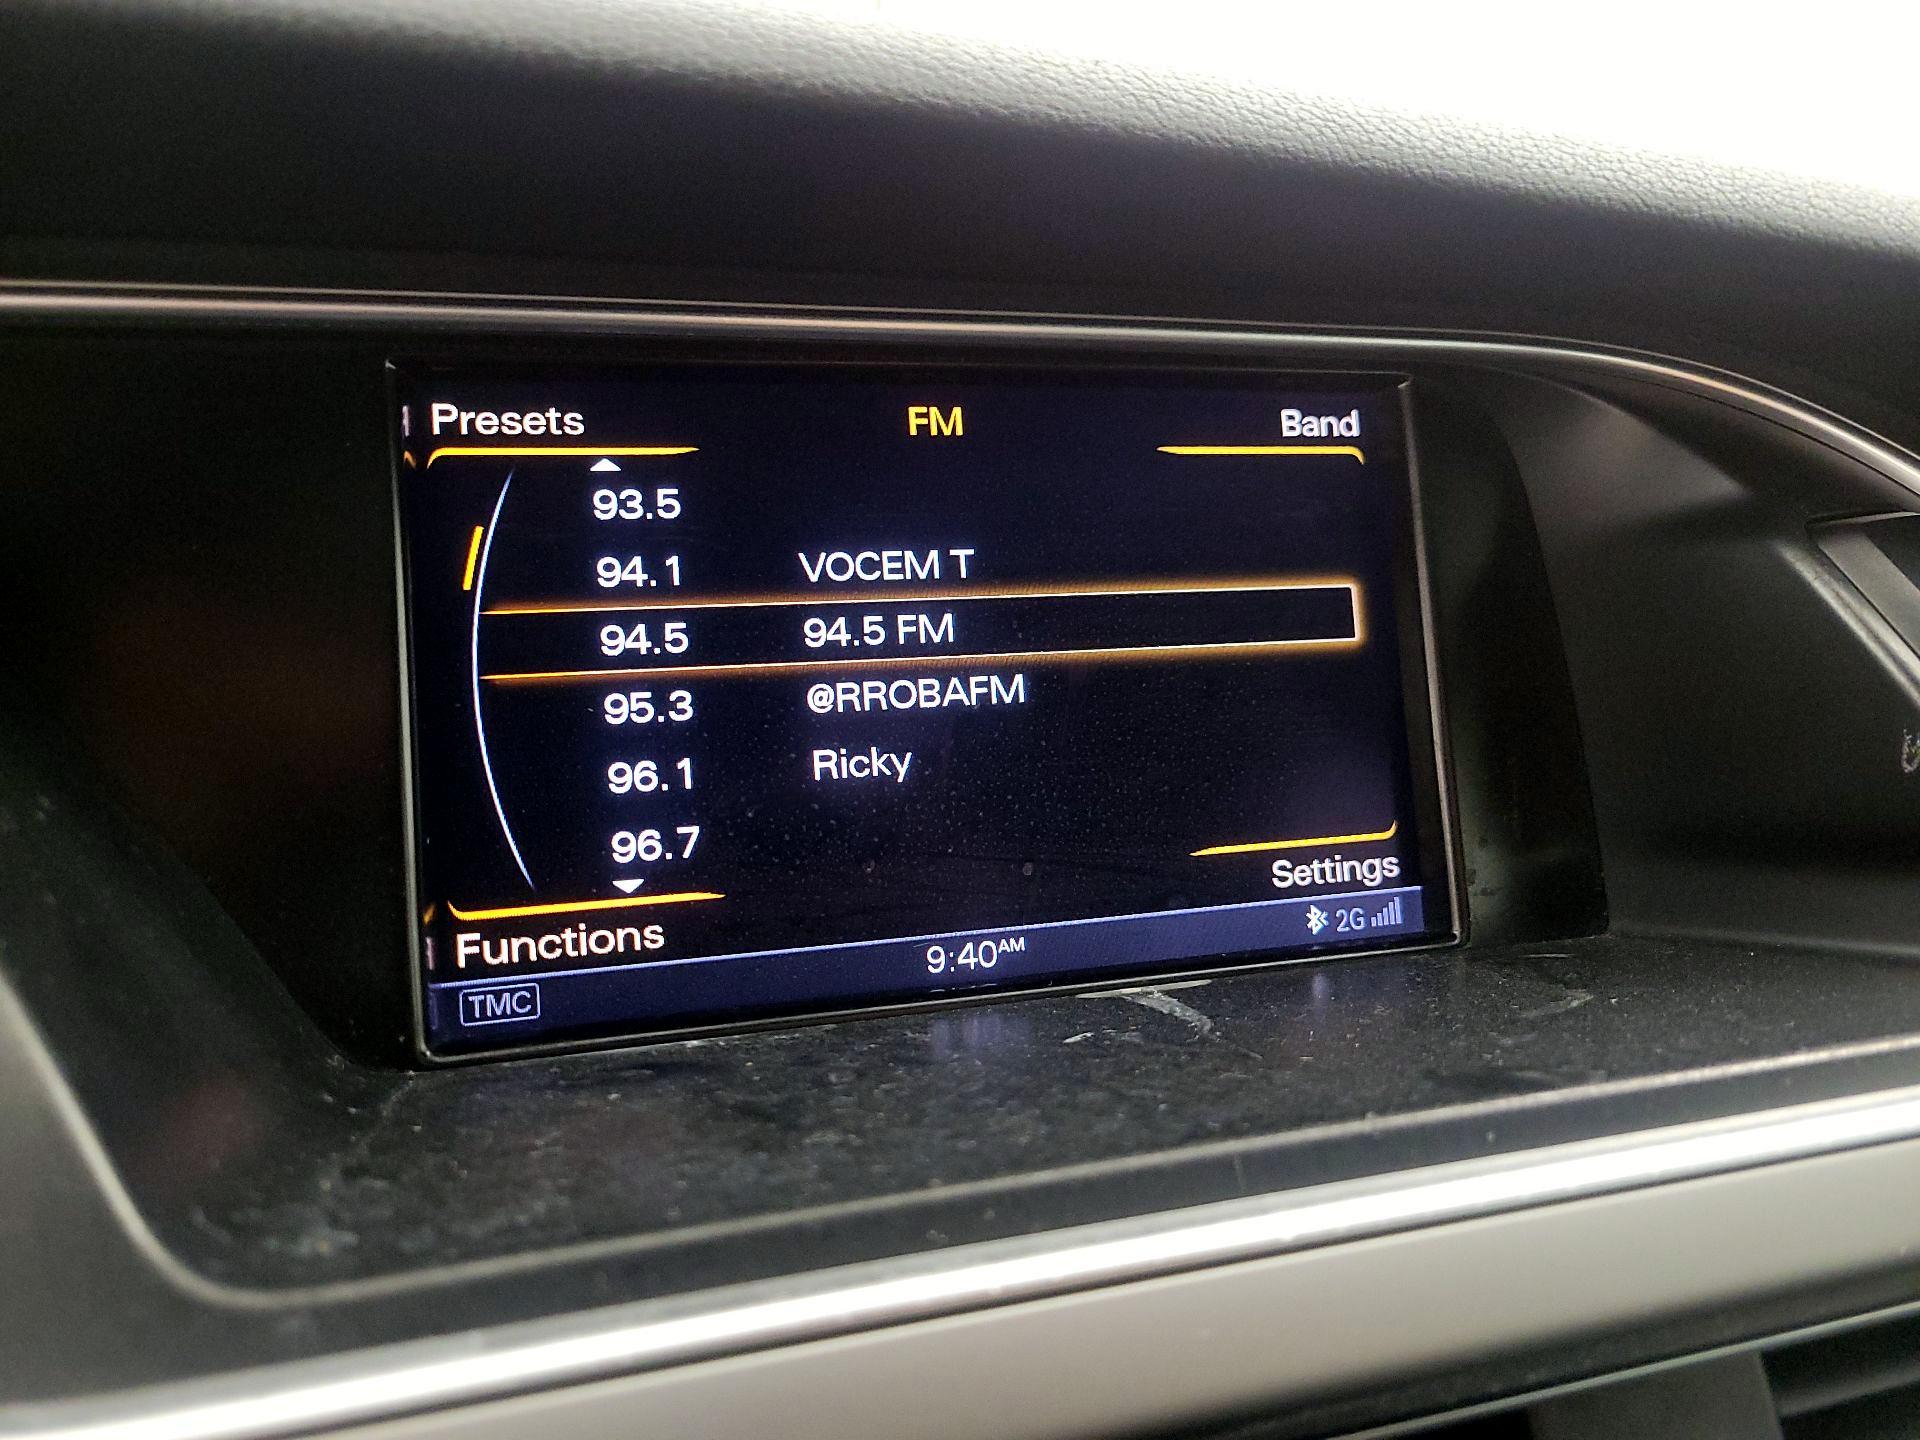 Presets FM Band
93.5
94.1 VOCEM T
94.5 94.5 FM
95.3 @RROBAFM
96.1 Ricky
96.7
Settings
Functions 9:40AM 2G
TMC